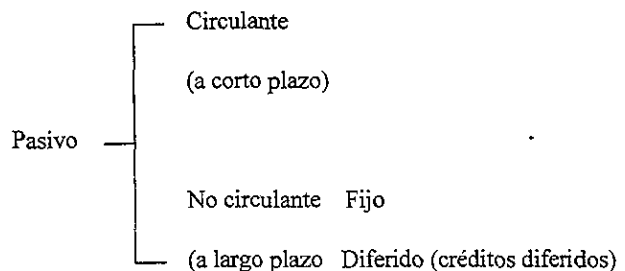 Circulante
(a corto plazo)
Pasivo
No circulante Fijo
(a largo plazo Diferido (créditos diferidos)